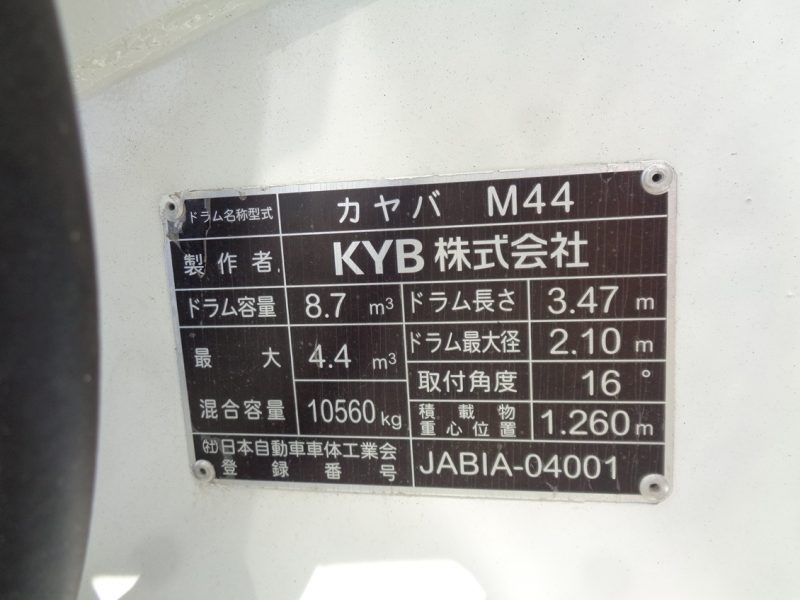 ドラム名称型式 カヤバ M44
製作者 KYB株式会社
ドラム容量 8.7 m³ ドラム長さ 3.47 m
最大 4.4 m³ ドラム最大径 2.10 m
取付角度 16°
混合容量 10560kg 積載物重心位置 1.260m
㈳日本自動車車体工業会
登録番号 JABIA-04001